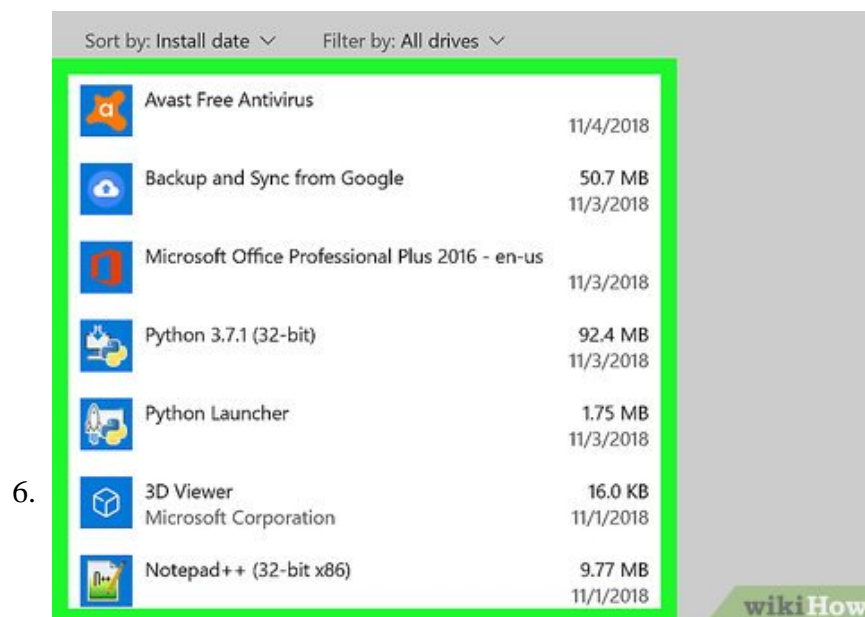 Sort by: Install date Filter by: All drives
Avast Free Antivirus
11/4/2018
Backup and Sync from Google 50.7 MB
11/3/2018
Microsoft Office Professional Plus 2016 - en-us
11/3/2018
Python 3.7.1 (32-bit) 92.4 MB
11/3/2018
Python Launcher 1.75 MB
11/3/2018
6. 3D Viewer 16.0 KB
Microsoft Corporation 11/1/2018
Notepad++ (32-bit x86) 9.77 MB
11/1/2018
wikiHow